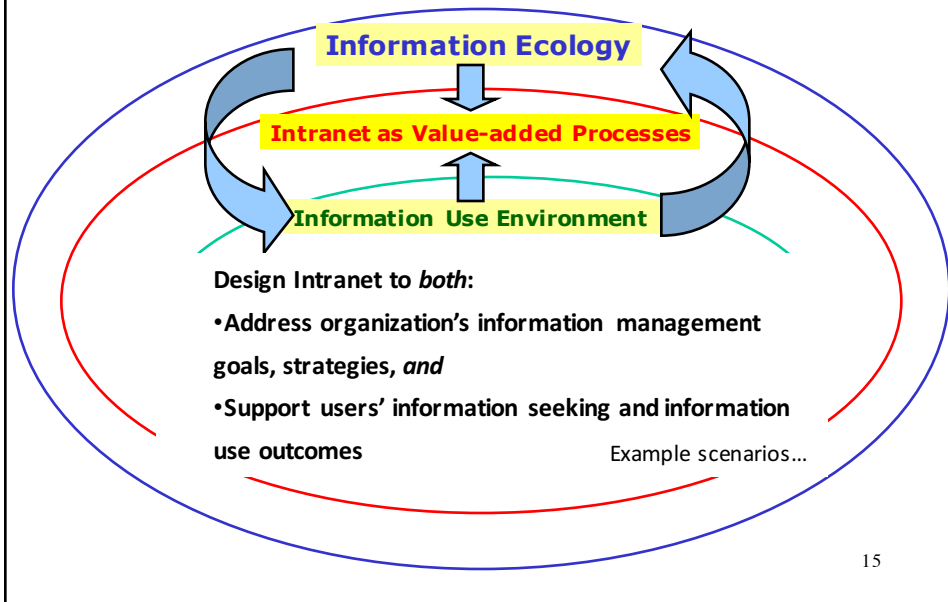 Information Ecology
Intranet as Value-added Processes
Information Use Environment
Design Intranet to both:
•Address organization's information management
goals, strategies, and
•Support users' information seeking and information
use outcomes
Example scenarios…
15